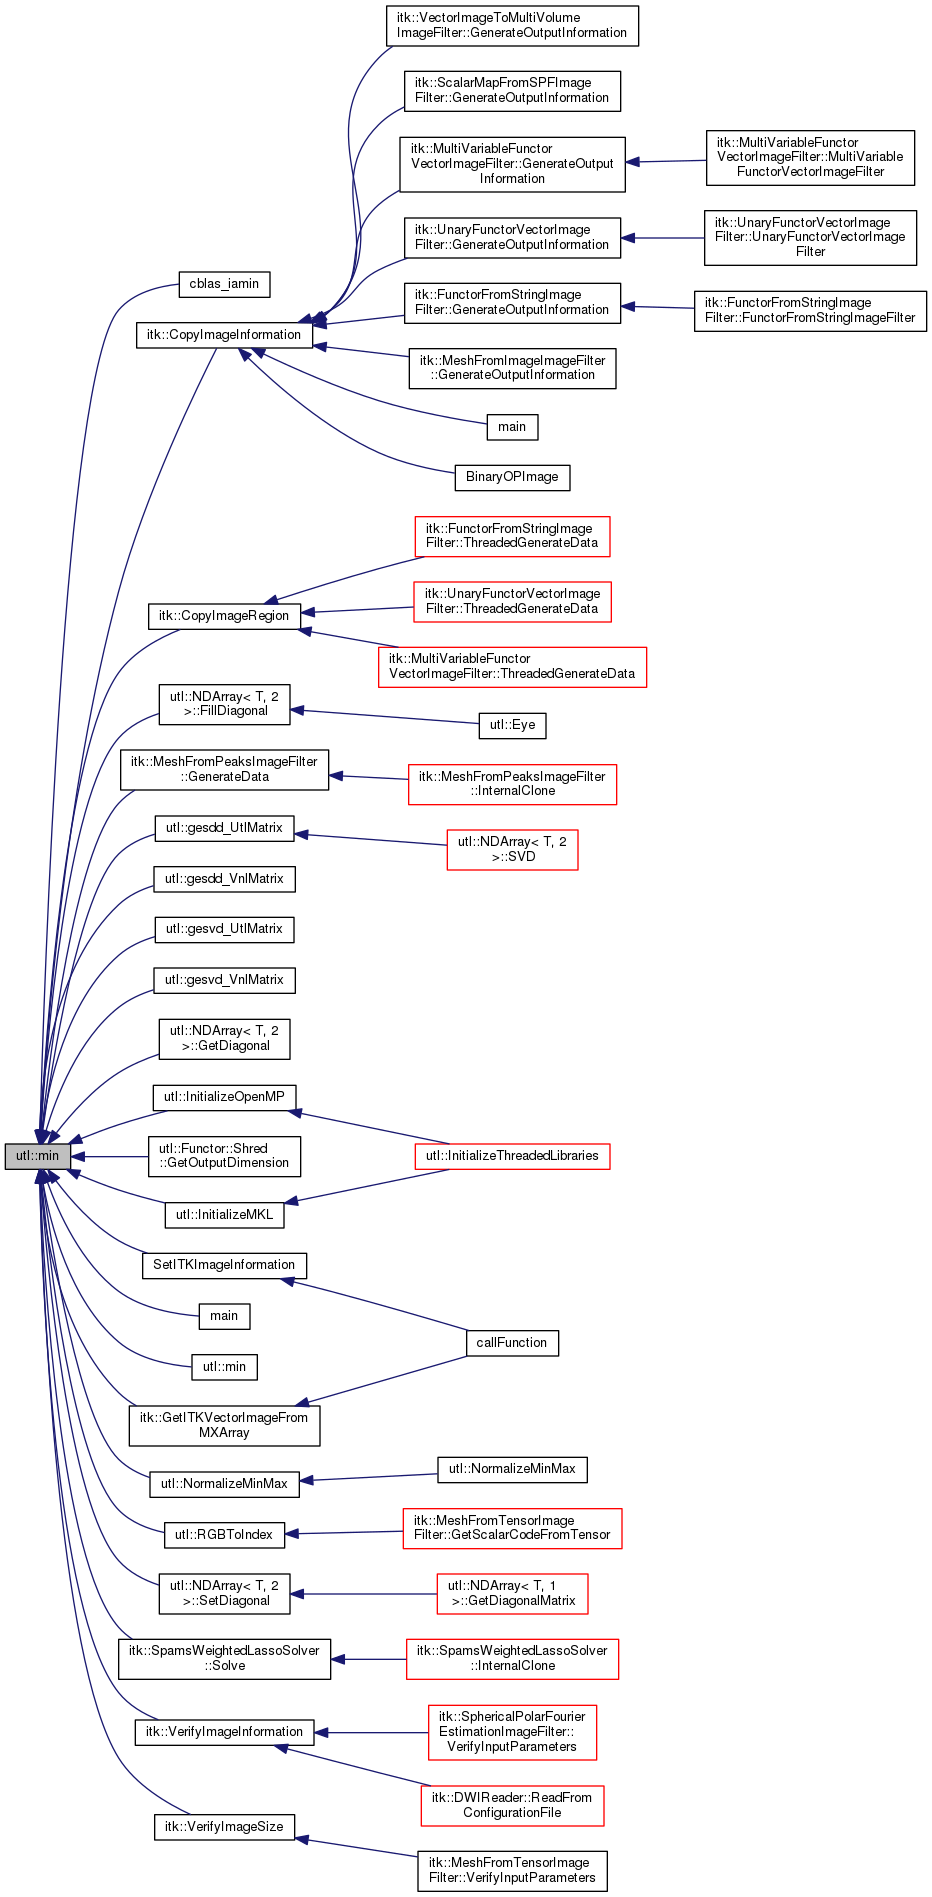 itk::VectorImageToMultiVolume
ImageFilter::GenerateOutputInformation
itk::ScalarMapFromSPFImage
Filter::GenerateOutputInformation
itk::MultiVariableFunctor
VectorImageFilter::GenerateOutput
Information
itk::MultiVariableFunctor
VectorImageFilter::MultiVariable
FunctorVectorImageFilter
itk::UnaryFunctorVectorImage
Filter::GenerateOutputInformation
itk::UnaryFunctorVectorImage
Filter::UnaryFunctorVectorImage
Filter
cblas_iamin
itk::FunctorFromStringImage
Filter::GenerateOutputInformation
itk::FunctorFromStringImage
Filter::FunctorFromStringImageFilter
itk::CopyImageInformation
itk::MeshFromImageImageFilter
::GenerateOutputInformation
main
BinaryOPImage
itk::FunctorFromStringImage
Filter::ThreadedGenerateData
itk::UnaryFunctorVectorImage
Filter::ThreadedGenerateData
itk::CopyImageRegion
itk::MultiVariableFunctor
VectorImageFilter::ThreadedGenerateData
utl::NDArray< T, 2
>::FillDiagonal
utl::Eye
itk::MeshFromPeaksImageFilter
::GenerateData
itk::MeshFromPeaksImageFilter
::InternalClone
utl::gesdd_UtlMatrix
utl::NDArray< T, 2
>::SVD
utl::gesdd_VnlMatrix
utl::gesvd_UtlMatrix
utl::gesvd_VnlMatrix
utl::NDArray< T, 2
>::GetDiagonal
utl::InitializeOpenMP
utl::min
utl::Functor::Shred
::GetOutputDimension
utl::InitializeThreadedLibraries
utl::InitializeMKL
SetITKImageInformation
main
callFunction
utl::min
itk::GetITKVectorImageFrom
MXArray
utl::NormalizeMinMax
utl::NormalizeMinMax
utl::RGBToIndex
itk::MeshFromTensorImage
Filter::GetScalarCodeFromTensor
utl::NDArray< T, 2
>::SetDiagonal
utl::NDArray< T, 1
>::GetDiagonalMatrix
itk::SpamsWeightedLassoSolver
::Solve
itk::SpamsWeightedLassoSolver
::InternalClone
itk::VerifyImageInformation
itk::SphericalPolarFourier
EstimationImageFilter::
VerifyInputParameters
itk::DWIReader::ReadFrom
ConfigurationFile
itk::VerifyImageSize
itk::MeshFromTensorImage
Filter::VerifyInputParameters